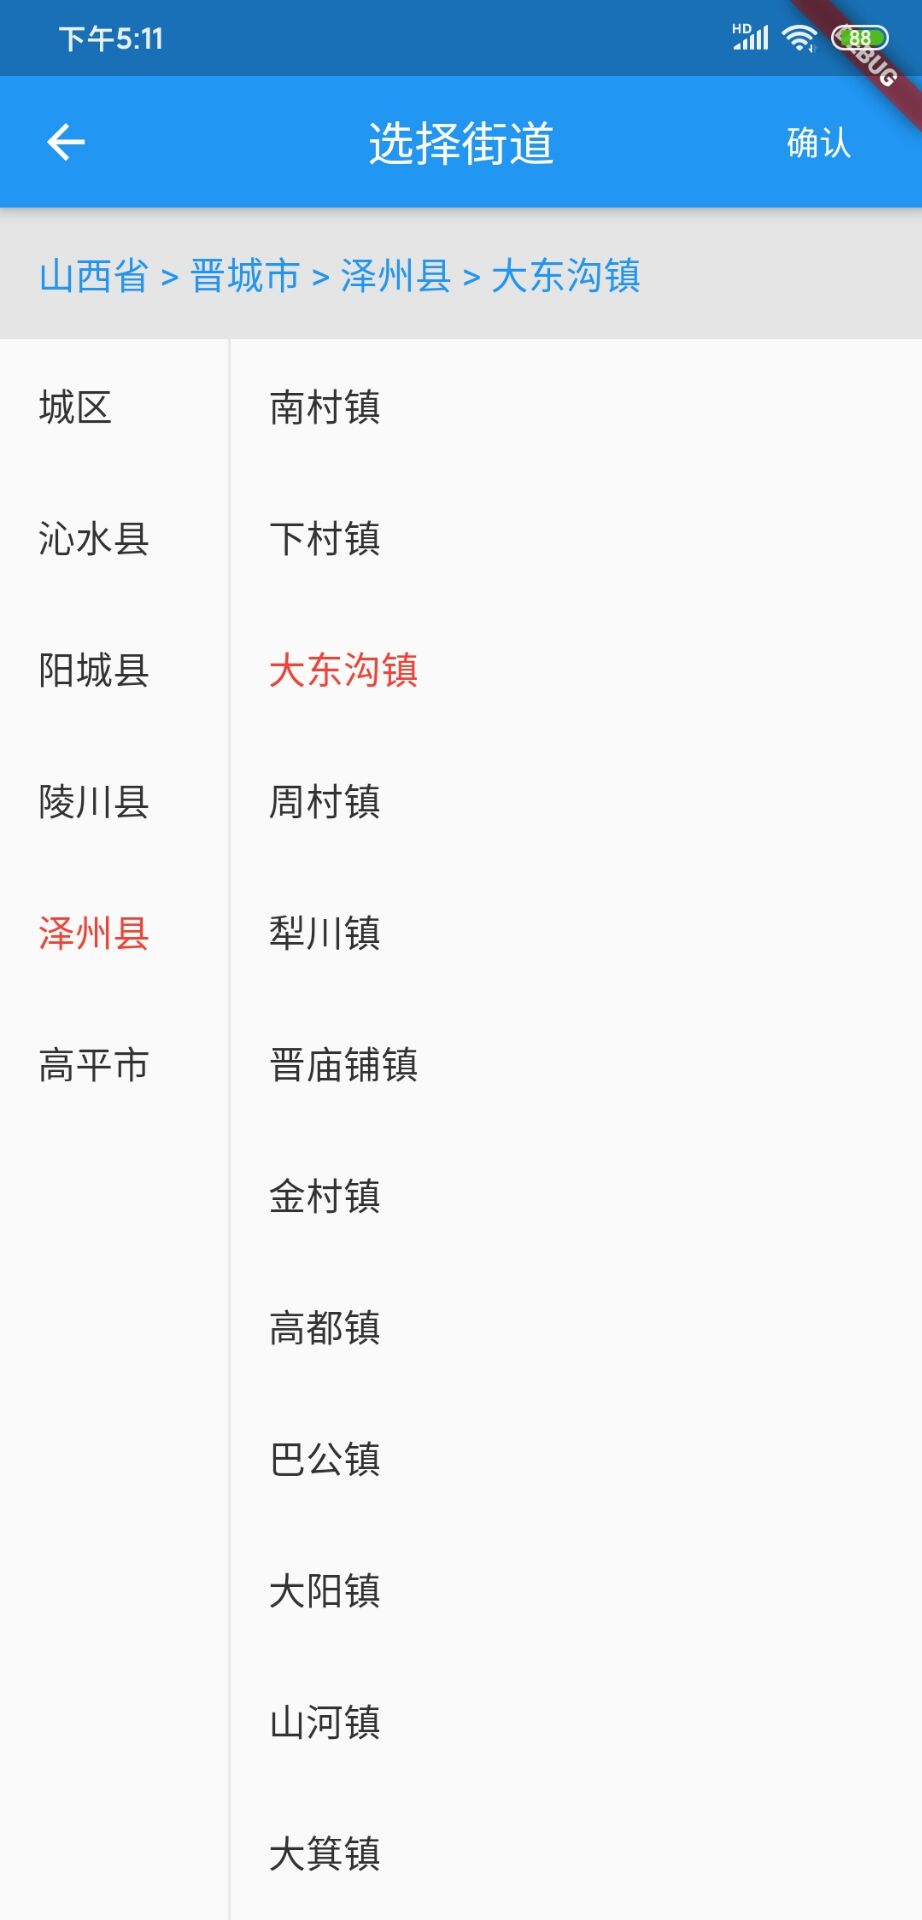 下午5:11
HD
88
选择街道
确认
山西省 > 晋城市 > 泽州县 > 大东沟镇
城区
沁水县
阳城县
陵川县
泽州县
高平市
南村镇
下村镇
大东沟镇
周村镇
犁川镇
晋庙铺镇
金村镇
高都镇
巴公镇
大阳镇
山河镇
大箕镇